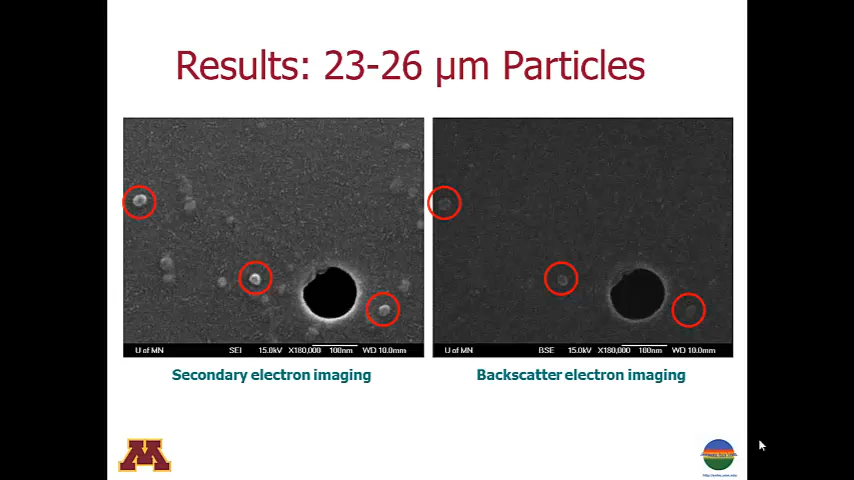 Results: 23-26 µm Particles
U of MN SEI 15.0kV X180,000 100nm WD 10.0mm
U of MN BSE 15.0kV X180,000 100nm WD 10.0mm
Secondary electron imaging
Backscatter electron imaging
M